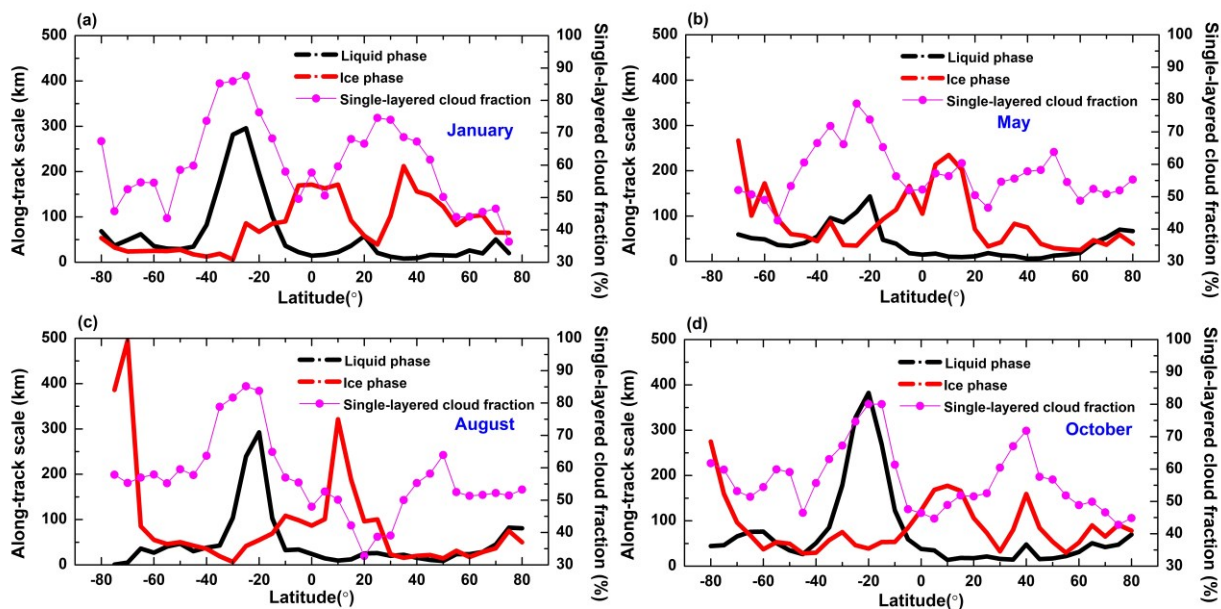 (a)
500
400
300
200
100
0
Along-track scale (km)
Liquid phase
Ice phase
Single-layered cloud fraction
January
100
90
80
70
60
50
40
30
Single-layered cloud fraction (%)
-80 -60 -40 -20 0 20 40 60 80
Latitude(°)
(b)
500
400
300
200
100
0
Along-track scale (km)
Liquid phase
Ice phase
Single-layered cloud fraction
May
100
90
80
70
60
50
40
30
Single-layered cloud fraction (%)
-80 -60 -40 -20 0 20 40 60 80
Latitude(°)
(c)
500
400
300
200
100
0
Along-track scale (km)
Liquid phase
Ice phase
Single-layered cloud fraction
August
100
90
80
70
60
50
40
30
Single-layered cloud fraction (%)
-80 -60 -40 -20 0 20 40 60 80
Latitude(°)
(d)
500
400
300
200
100
0
Along-track scale (km)
Liquid phase
Ice phase
Single-layered cloud fraction
October
100
90
80
70
60
50
40
30
Single-layered cloud fraction (%)
-80 -60 -40 -20 0 20 40 60 80
Latitude(°)